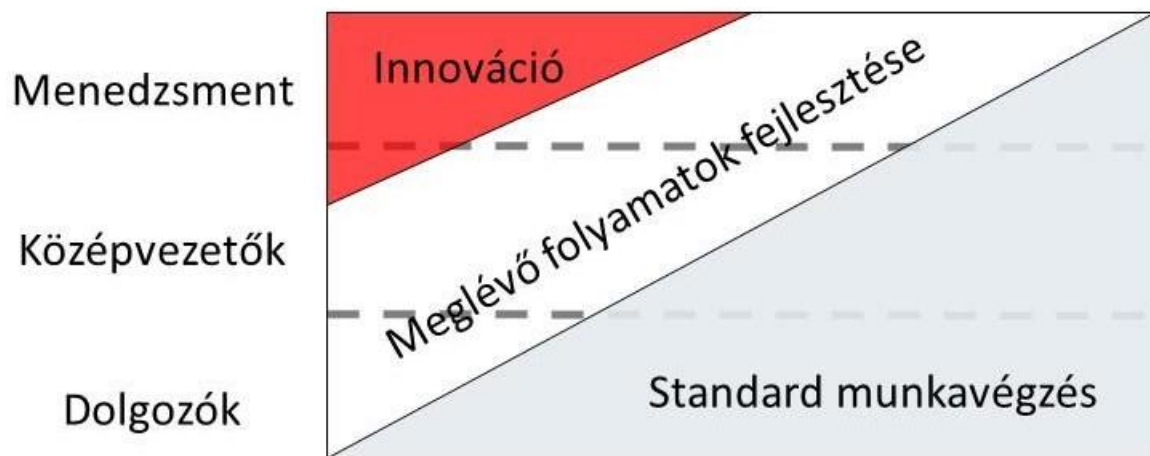 Menedzsment
Innováció
Meglévő folyamatok fejlesztése
Középvezetők
Dolgozók
Standard munkavégzés